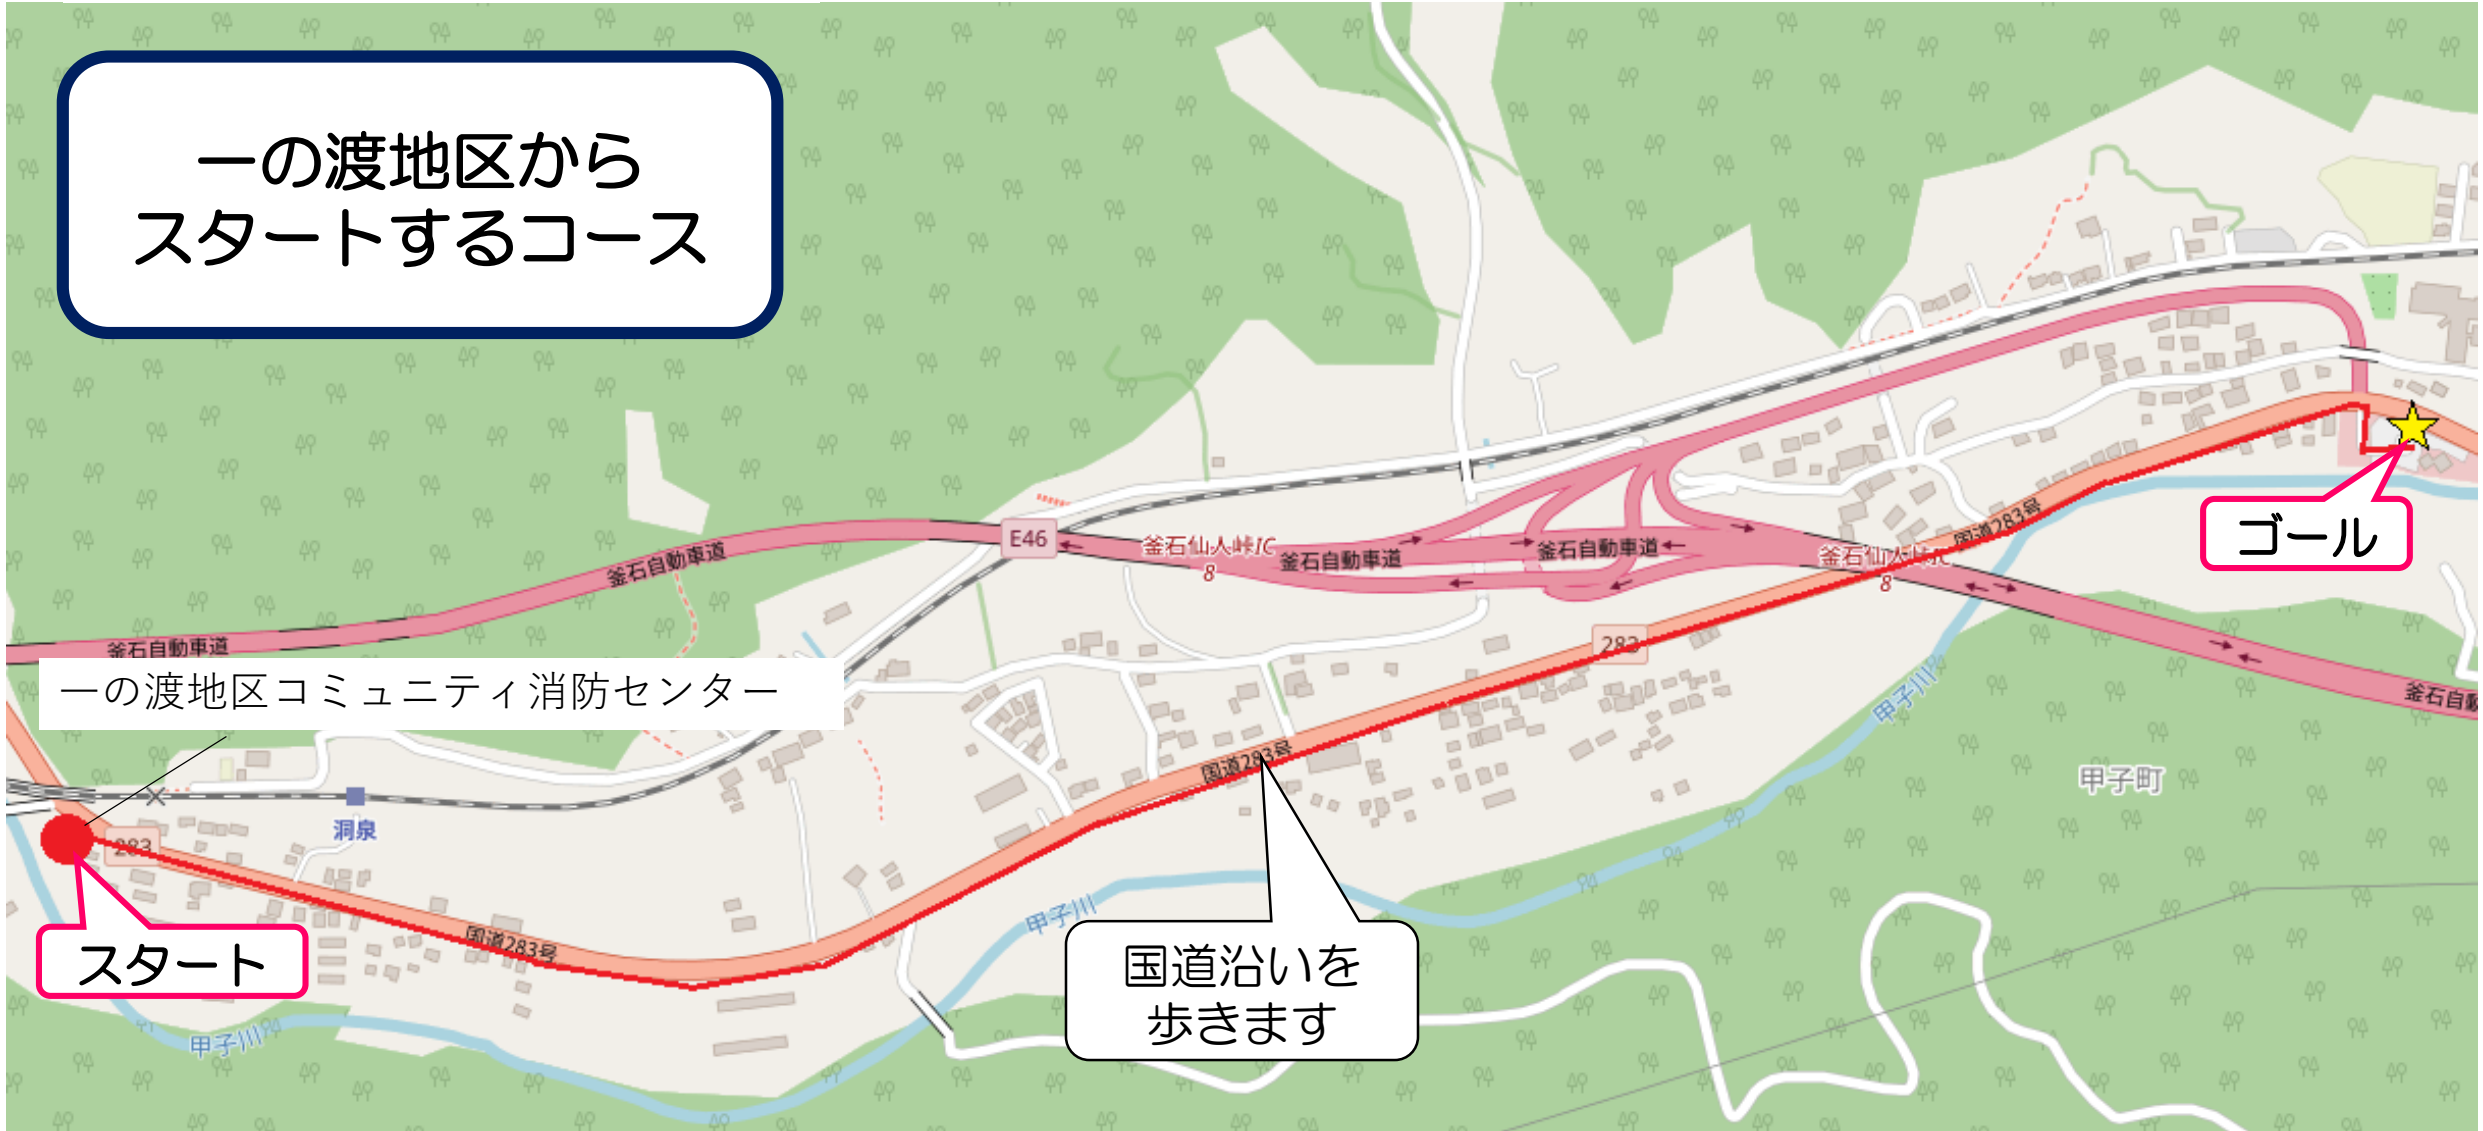 一の渡地区から
スタートするコース
E46
釜石仙人峠IC
8
釜石自動車道
釜石自動車道
釜石自動車道
釜石自動車道
釜石仙人峠IC
8
国道283号
ゴール
283
釜石自動
一の渡地区コミュニティ消防センター
甲子川
国道283号
甲子町
洞泉
283
甲子川
国道283号
スタート
国道沿いを
歩きます
甲子川